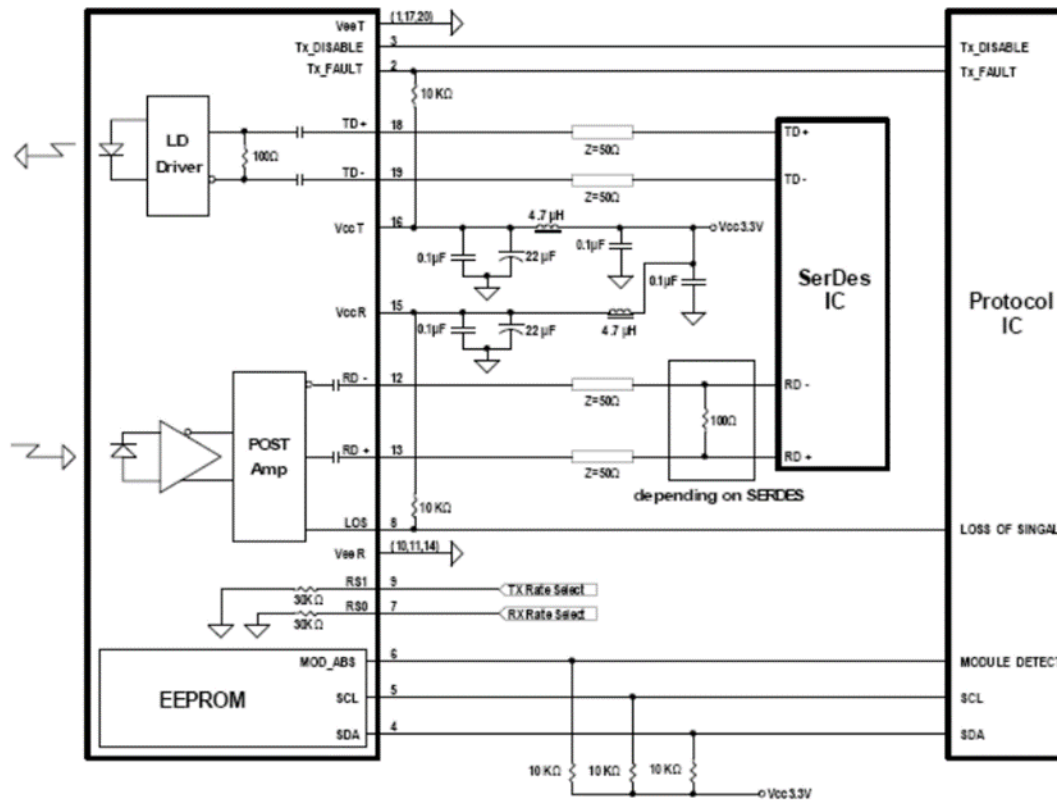 VeeT (1,17,20)
Tx_DISABLE 3 Tx_DISABLE
Tx_FAULT 2 Tx_FAULT
10 KΩ
LD
Driver
100Ω
TD+ 18 Z=50Ω TD+
TD- 19 Z=50Ω TD-
VccT 16 4.7 µH Vcc3.3V
0.1µF 22 µF 0.1µF 0.1µF
SerDes
IC
Protocol
IC
VccR 15 4.7 µH
0.1µF 22 µF
RD - 12 Z=50Ω RD -
100Ω
POST
Amp
RD + 13 Z=50Ω RD +
depending on SERDES
10 KΩ
LOS 8 LOSS OF SINGAL
VeeR (10,11,14)
RS1 9 TX Rate Select
30KΩ
RS0 7 RX Rate Select
30KΩ
EEPROM
MOD_ABS 6 MODULE DETECT
SCL 5 SCL
SDA 4 SDA
10 KΩ 10 KΩ 10 KΩ
Vcc3.3V